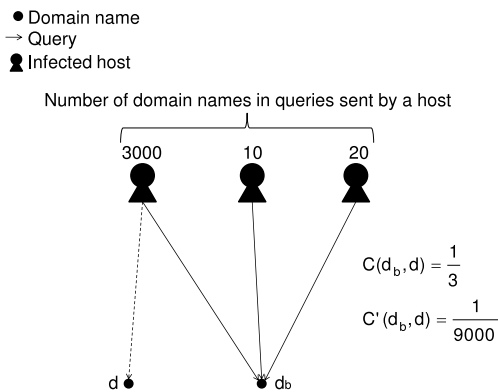 Domain name
Query
Infected host
Number of domain names in queries sent by a host
3000 10 20
C(d_b,d) = 1/3
C'(d_b,d) = 1/9000
d d_b